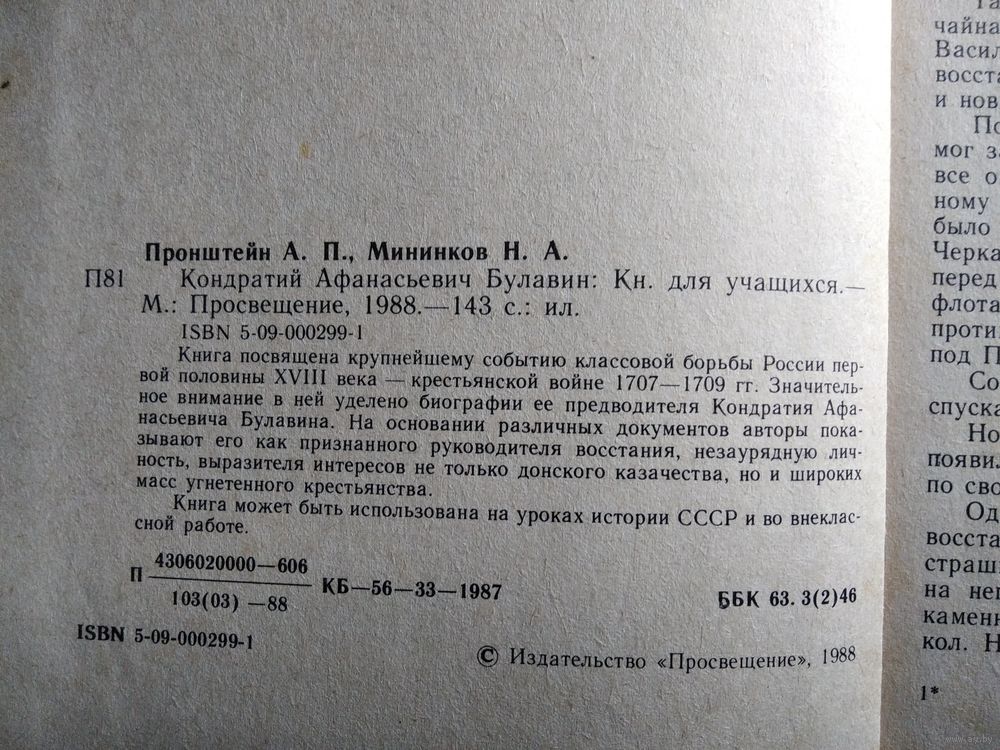 Пронштейн А. П., Мининков Н. А.
П81 Кондратий Афанасьевич Булавин: Кн. для учащихся.—
М.: Просвещение, 1988.—143 с.: ил.
ISBN 5-09-000299-1
Книга посвящена крупнейшему событию классовой борьбы России пер-
вой половины XVIII века — крестьянской войне 1707—1709 гг. Значитель-
ное внимание в ней уделено биографии ее предводителя Кондратия Афа-
насьевича Булавина. На основании различных документов авторы пока-
зывают его как признанного руководителя восстания, незаурядную лич-
ность, выразителя интересов не только донского казачества, но и широких
масс угнетенного крестьянства.
Книга может быть использована на уроках истории СССР и во внеклас-
сной работе.
П 4306020000—606
103(03) —88
КБ—56—33—1987
ББК 63. 3(2)46
ISBN 5-09-000299-1
© Издательство «Просвещение», 1988
чайна
Васил
восста
и нов
По
мог за
все о
ному
было
Черка
перед
флота
проти
под П
Со
спуска
Но
появил
по сво
Од
восста
страш
на нег
каменн
кол. Н
1*